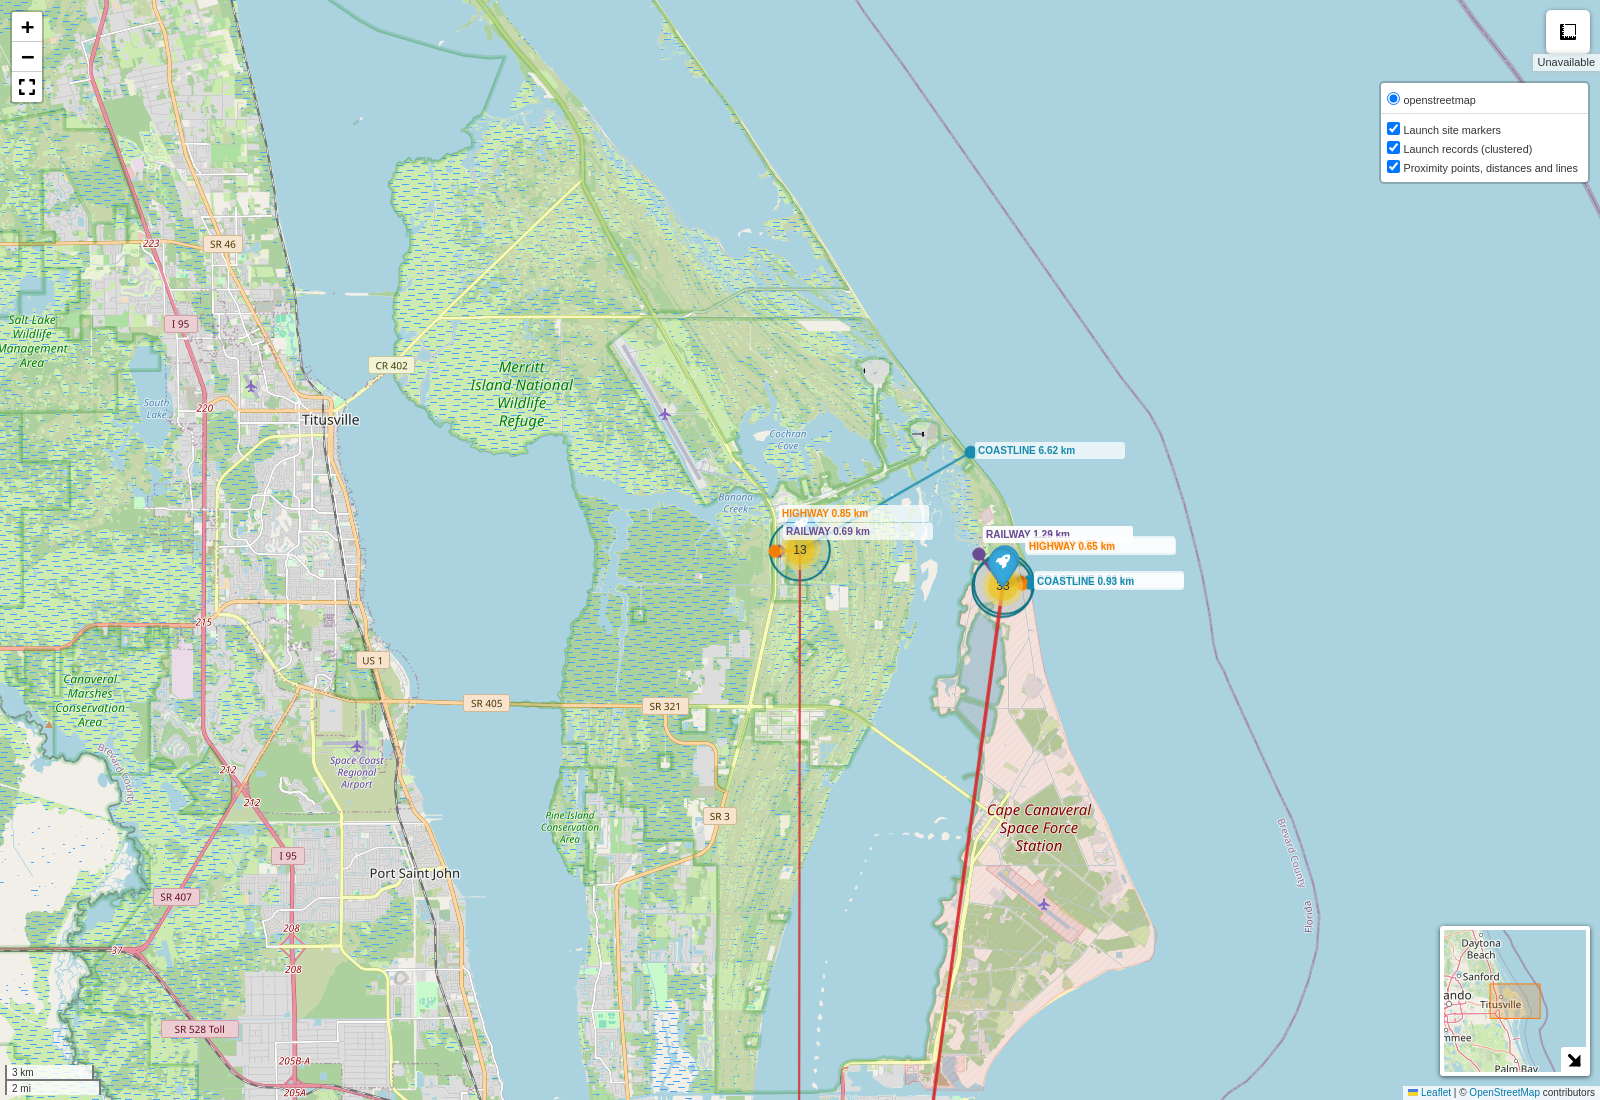 +
−
Unavailable
openstreetmap
Launch site markers
Launch records (clustered)
Proximity points, distances and lines
223
SR 46
Salt Lake
Wildlife
Management
Area
I 95
CR 402
Merritt
Island National
Wildlife
Refuge
220
South
Lake
Titusville
Cochran
Cove
COASTLINE 6.62 km
Banana
Creek
HIGHWAY 0.85 km
RAILWAY 0.69 km
13
RAILWAY 1.29 km
HIGHWAY 0.65 km
COASTLINE 0.93 km
33
215
US 1
Canaveral
Marshes
Conservation
Area
SR 405
SR 321
Brevard County
212
212
Space Coast
Regional
Airport
Pine Island
Conservation
Area
SR 3
Cape Canaveral
Space Force
Station
I 95
Port Saint John
SR 407
208
37
208
Brevard County
Florida
SR 528 Toll
205B-A
205A
Daytona
Beach
Sanford
ando
Titusville
mmee
Palm Bay
3 km
2 mi
Leaflet | © OpenStreetMap contributors